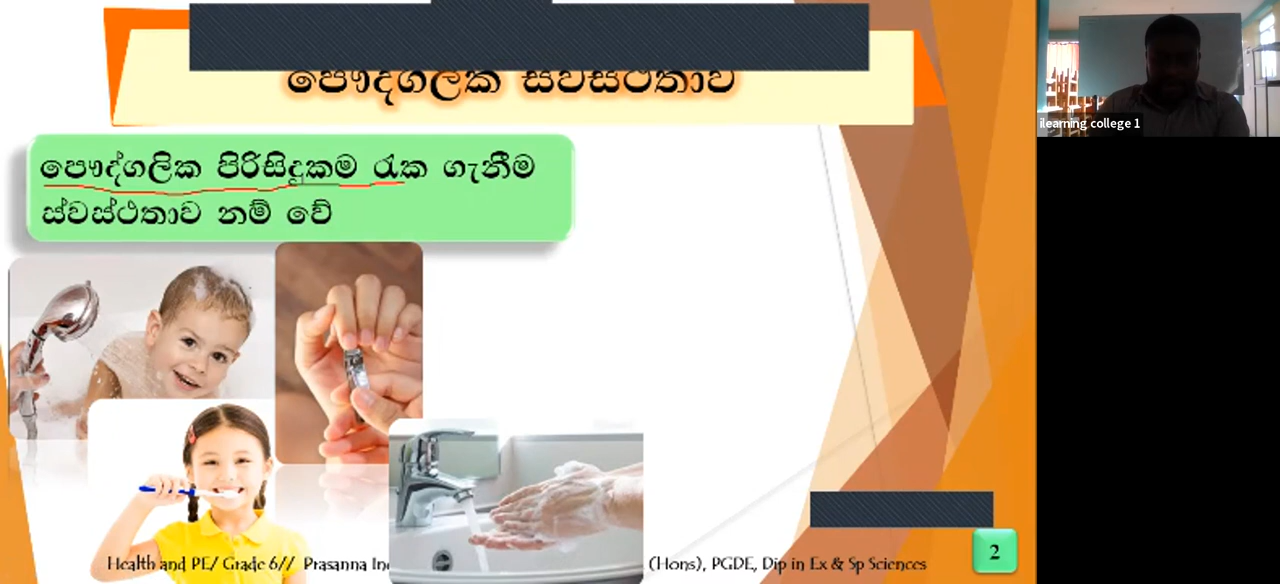 පෞද්ගලික ස්වස්ථතාව
පෞද්ගලික පිරිසිදුකම රැක ගැනීම
ස්වස්ථතාව නම් වේ
ilearning college 1
Health and PE/ Grade 6// Prasanna (Hons), PGDE, Dip in Ex & Sp Sciences
2